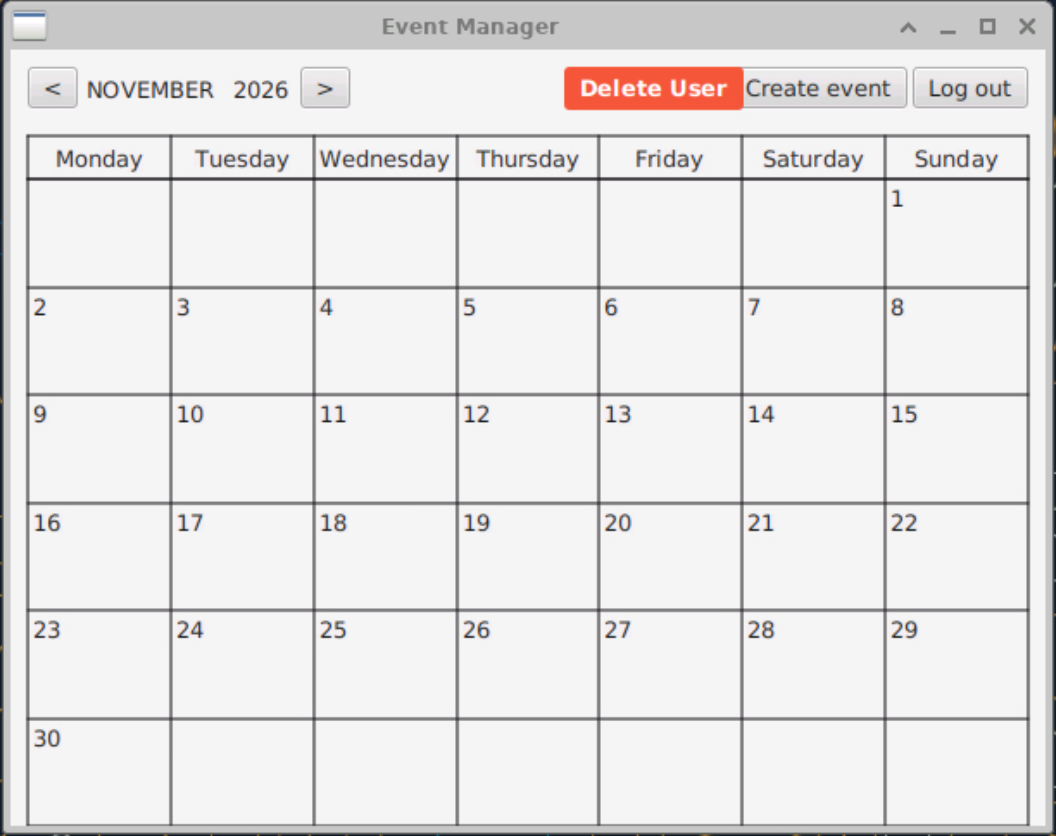 Event Manager
< NOVEMBER 2026 > Delete User Create event Log out
Monday Tuesday Wednesday Thursday Friday Saturday Sunday
1
2 3 4 5 6 7 8
9 10 11 12 13 14 15
16 17 18 19 20 21 22
23 24 25 26 27 28 29
30